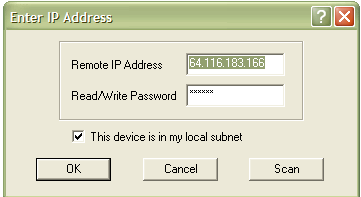 Enter IP Address
Remote IP Address 64.116.183.166
Read/Write Password xxxxxx
This device is in my local subnet
OK Cancel Scan